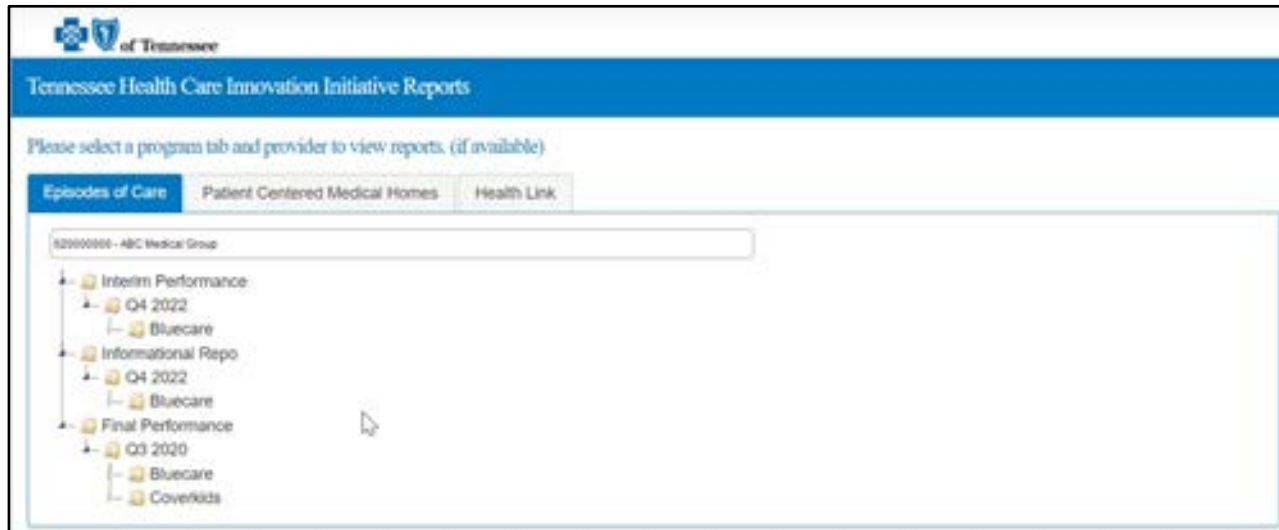 of Tennessee
Tennessee Health Care Innovation Initiative Reports
Please select a program tab and provider to view reports. (if available)
Episodes of Care Patient Centered Medical Homes Health Link
620000000 - ABC Medical Group
Interim Performance
Q4 2022
Bluecare
Informational Repo
Q4 2022
Bluecare
Final Performance
Q3 2020
Bluecare
Coverkids